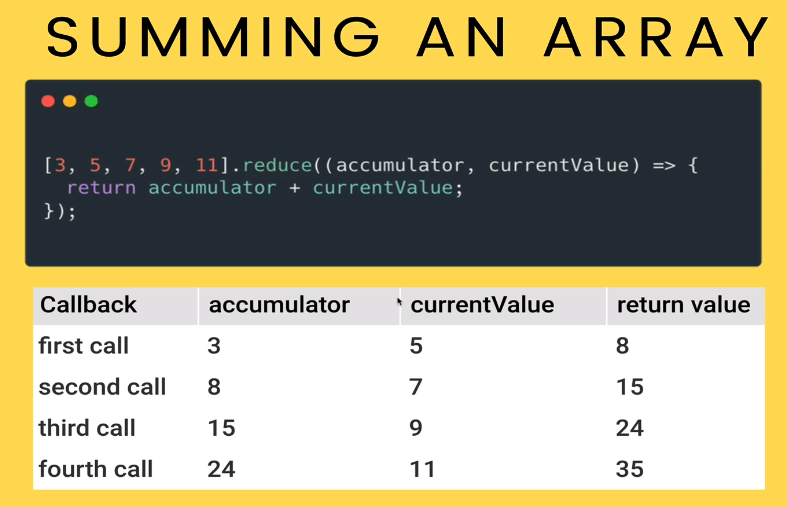 SUMMING AN ARRAY
[3, 5, 7, 9, 11].reduce((accumulator, currentValue) => {
  return accumulator + currentValue;
});
Callback accumulator currentValue return value
first call 3 5 8
second call 8 7 15
third call 15 9 24
fourth call 24 11 35